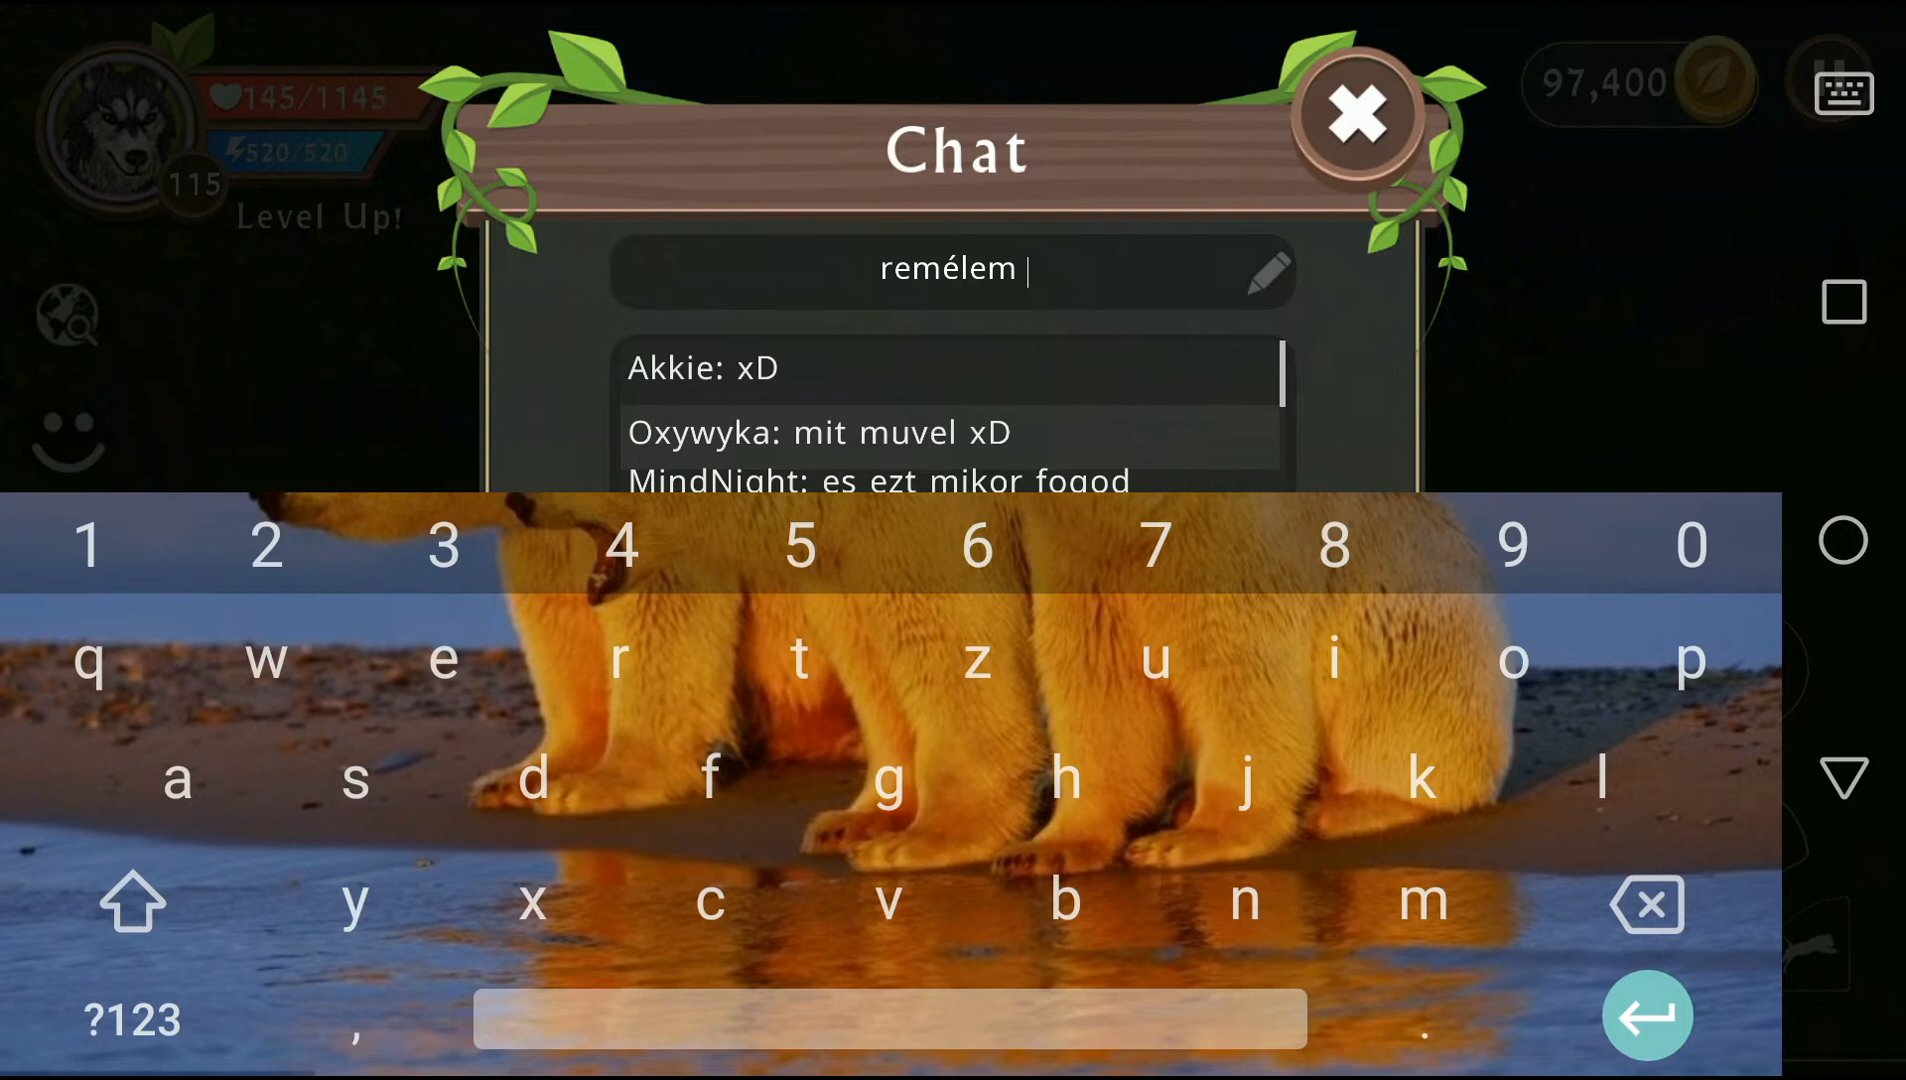 145/1145
520/520
115
Level Up!
97,400
Chat
remélem
Akkie: xD
Oxywyka: mit muvel xD
MindNight: es ezt mikor fogod
1 2 3 4 5 6 7 8 9 0
q w e r t z u i o p
a s d f g h j k l
y x c v b n m
?123 , .